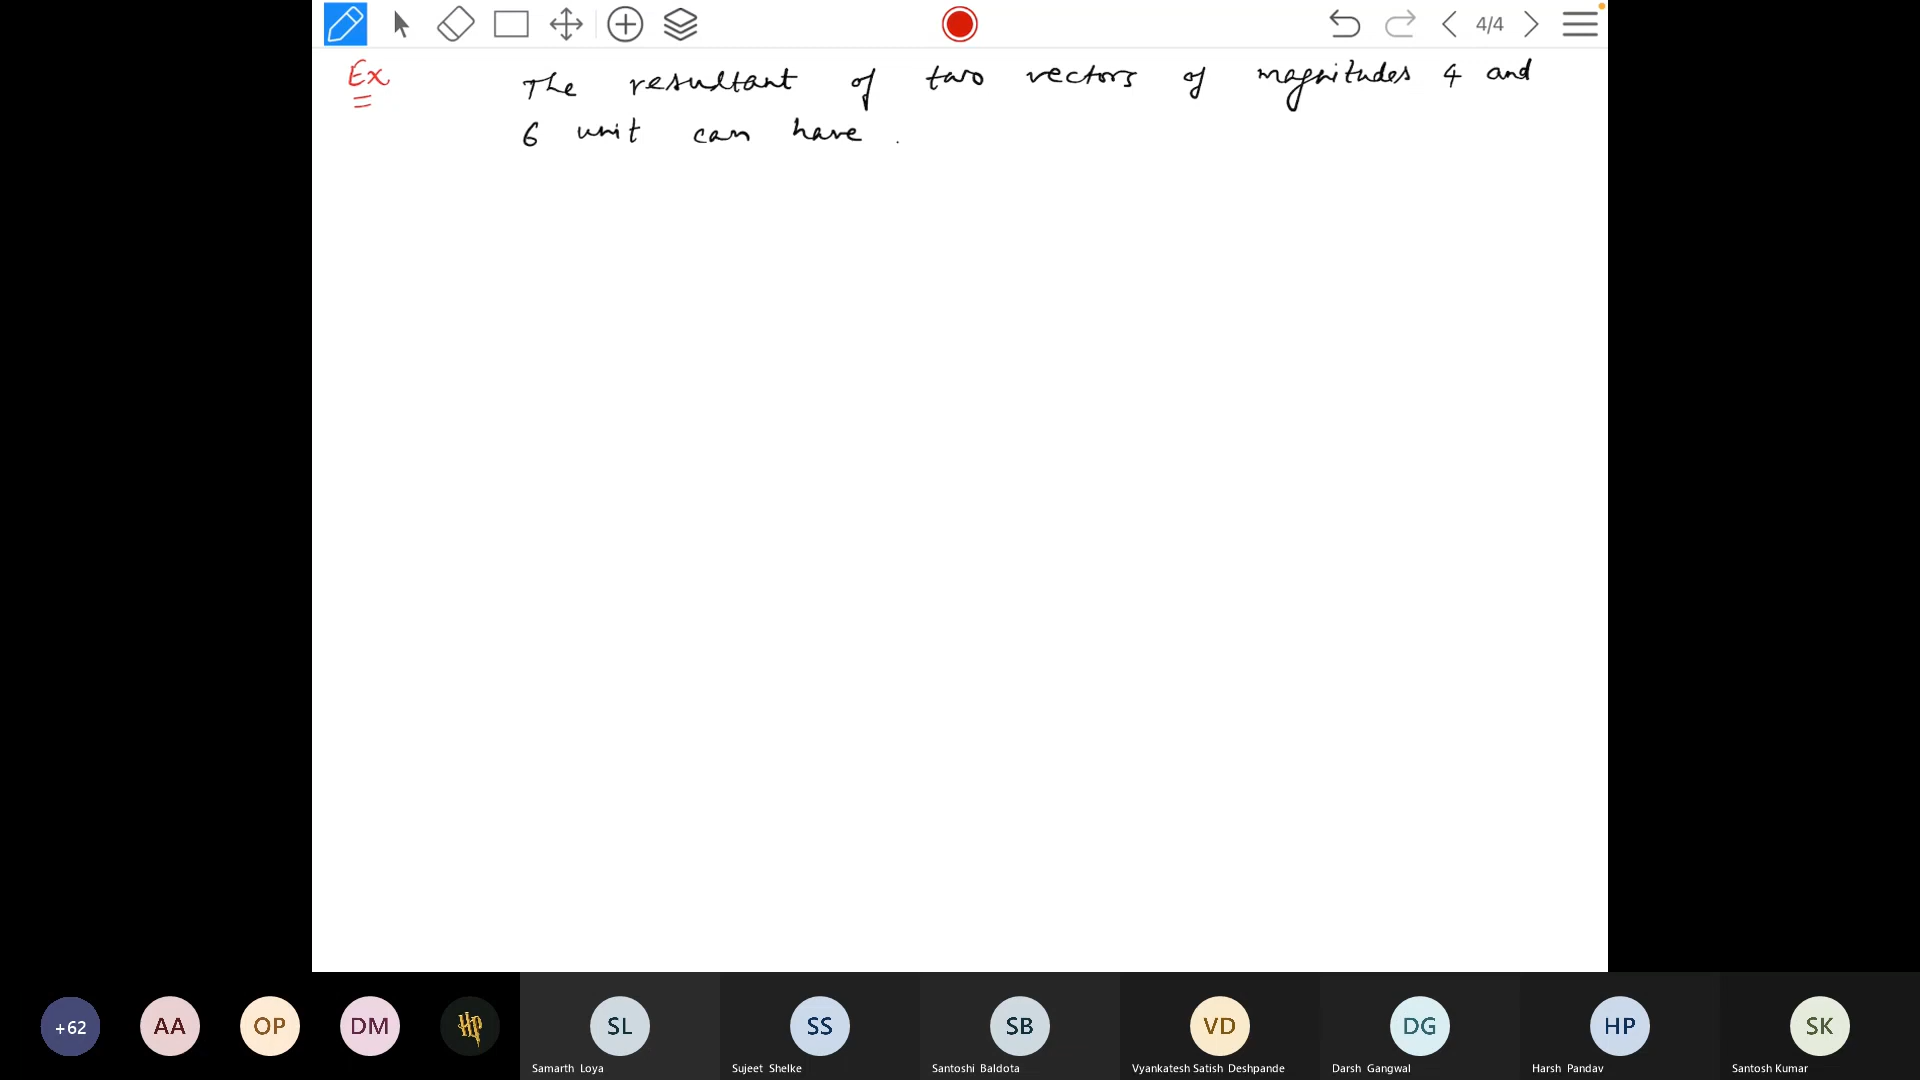 4/4
Ex The resultant of two vectors of magnitudes 4 and
6 unit can have .
+62 AA OP DM HP SL SS SB VD DG HP SK
Samarth Loya Sujeet Shelke Santoshi Baldota Vyankatesh Satish Deshpande Darsh Gangwal Harsh Pandav Santosh Kumar